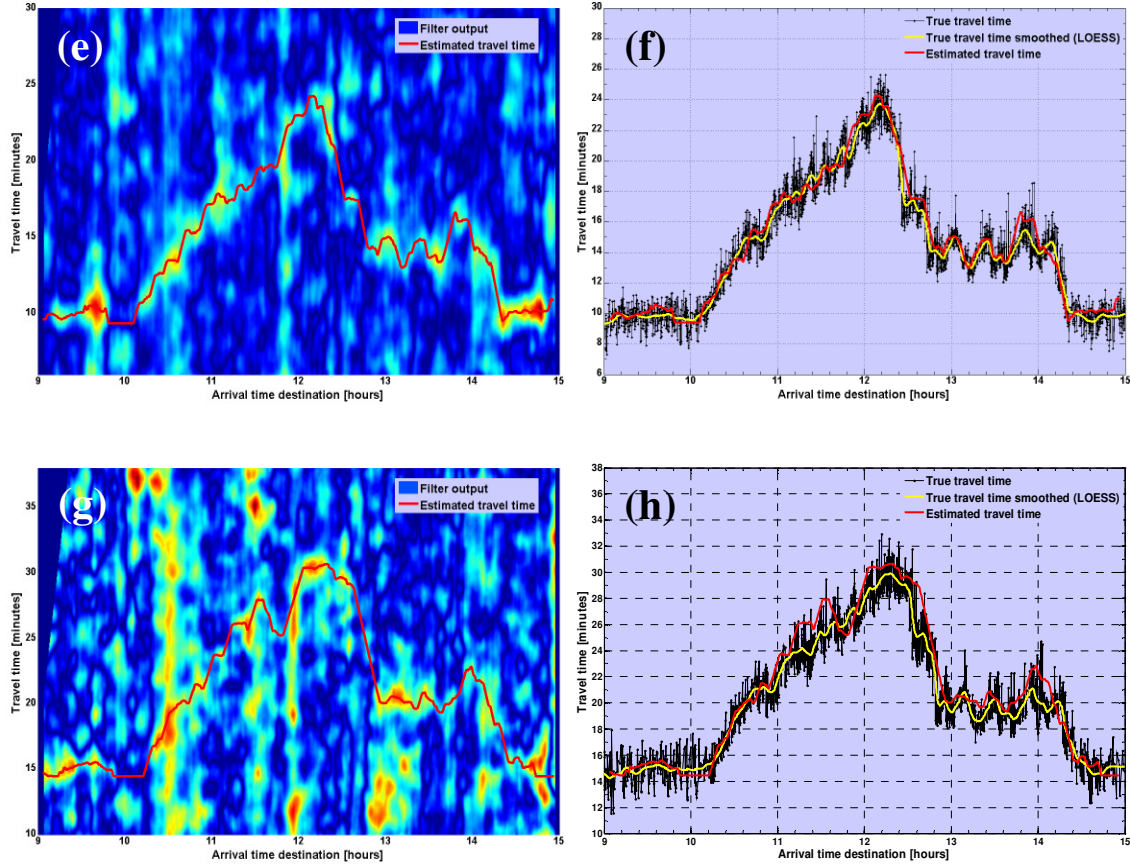 (e)
Filter output
Estimated travel time
Travel time [minutes]
30
25
20
15
10
9 10 11 12 13 14 15
Arrival time destination [hours]
(f)
True travel time
True travel time smoothed (LOESS)
Estimated travel time
Travel time [minutes]
30
28
26
24
22
20
18
16
14
12
10
8
6
9 10 11 12 13 14 15
Arrival time destination [hours]
(g)
Filter output
Estimated travel time
Travel time [minutes]
35
30
25
20
15
10
9 10 11 12 13 14 15
Arrival time destination [hours]
(h)
True travel time
True travel time smoothed (LOESS)
Estimated travel time
Travel time [minutes]
38
36
34
32
30
28
26
24
22
20
18
16
14
12
10
9 10 11 12 13 14 15
Arrival time destination [hours]